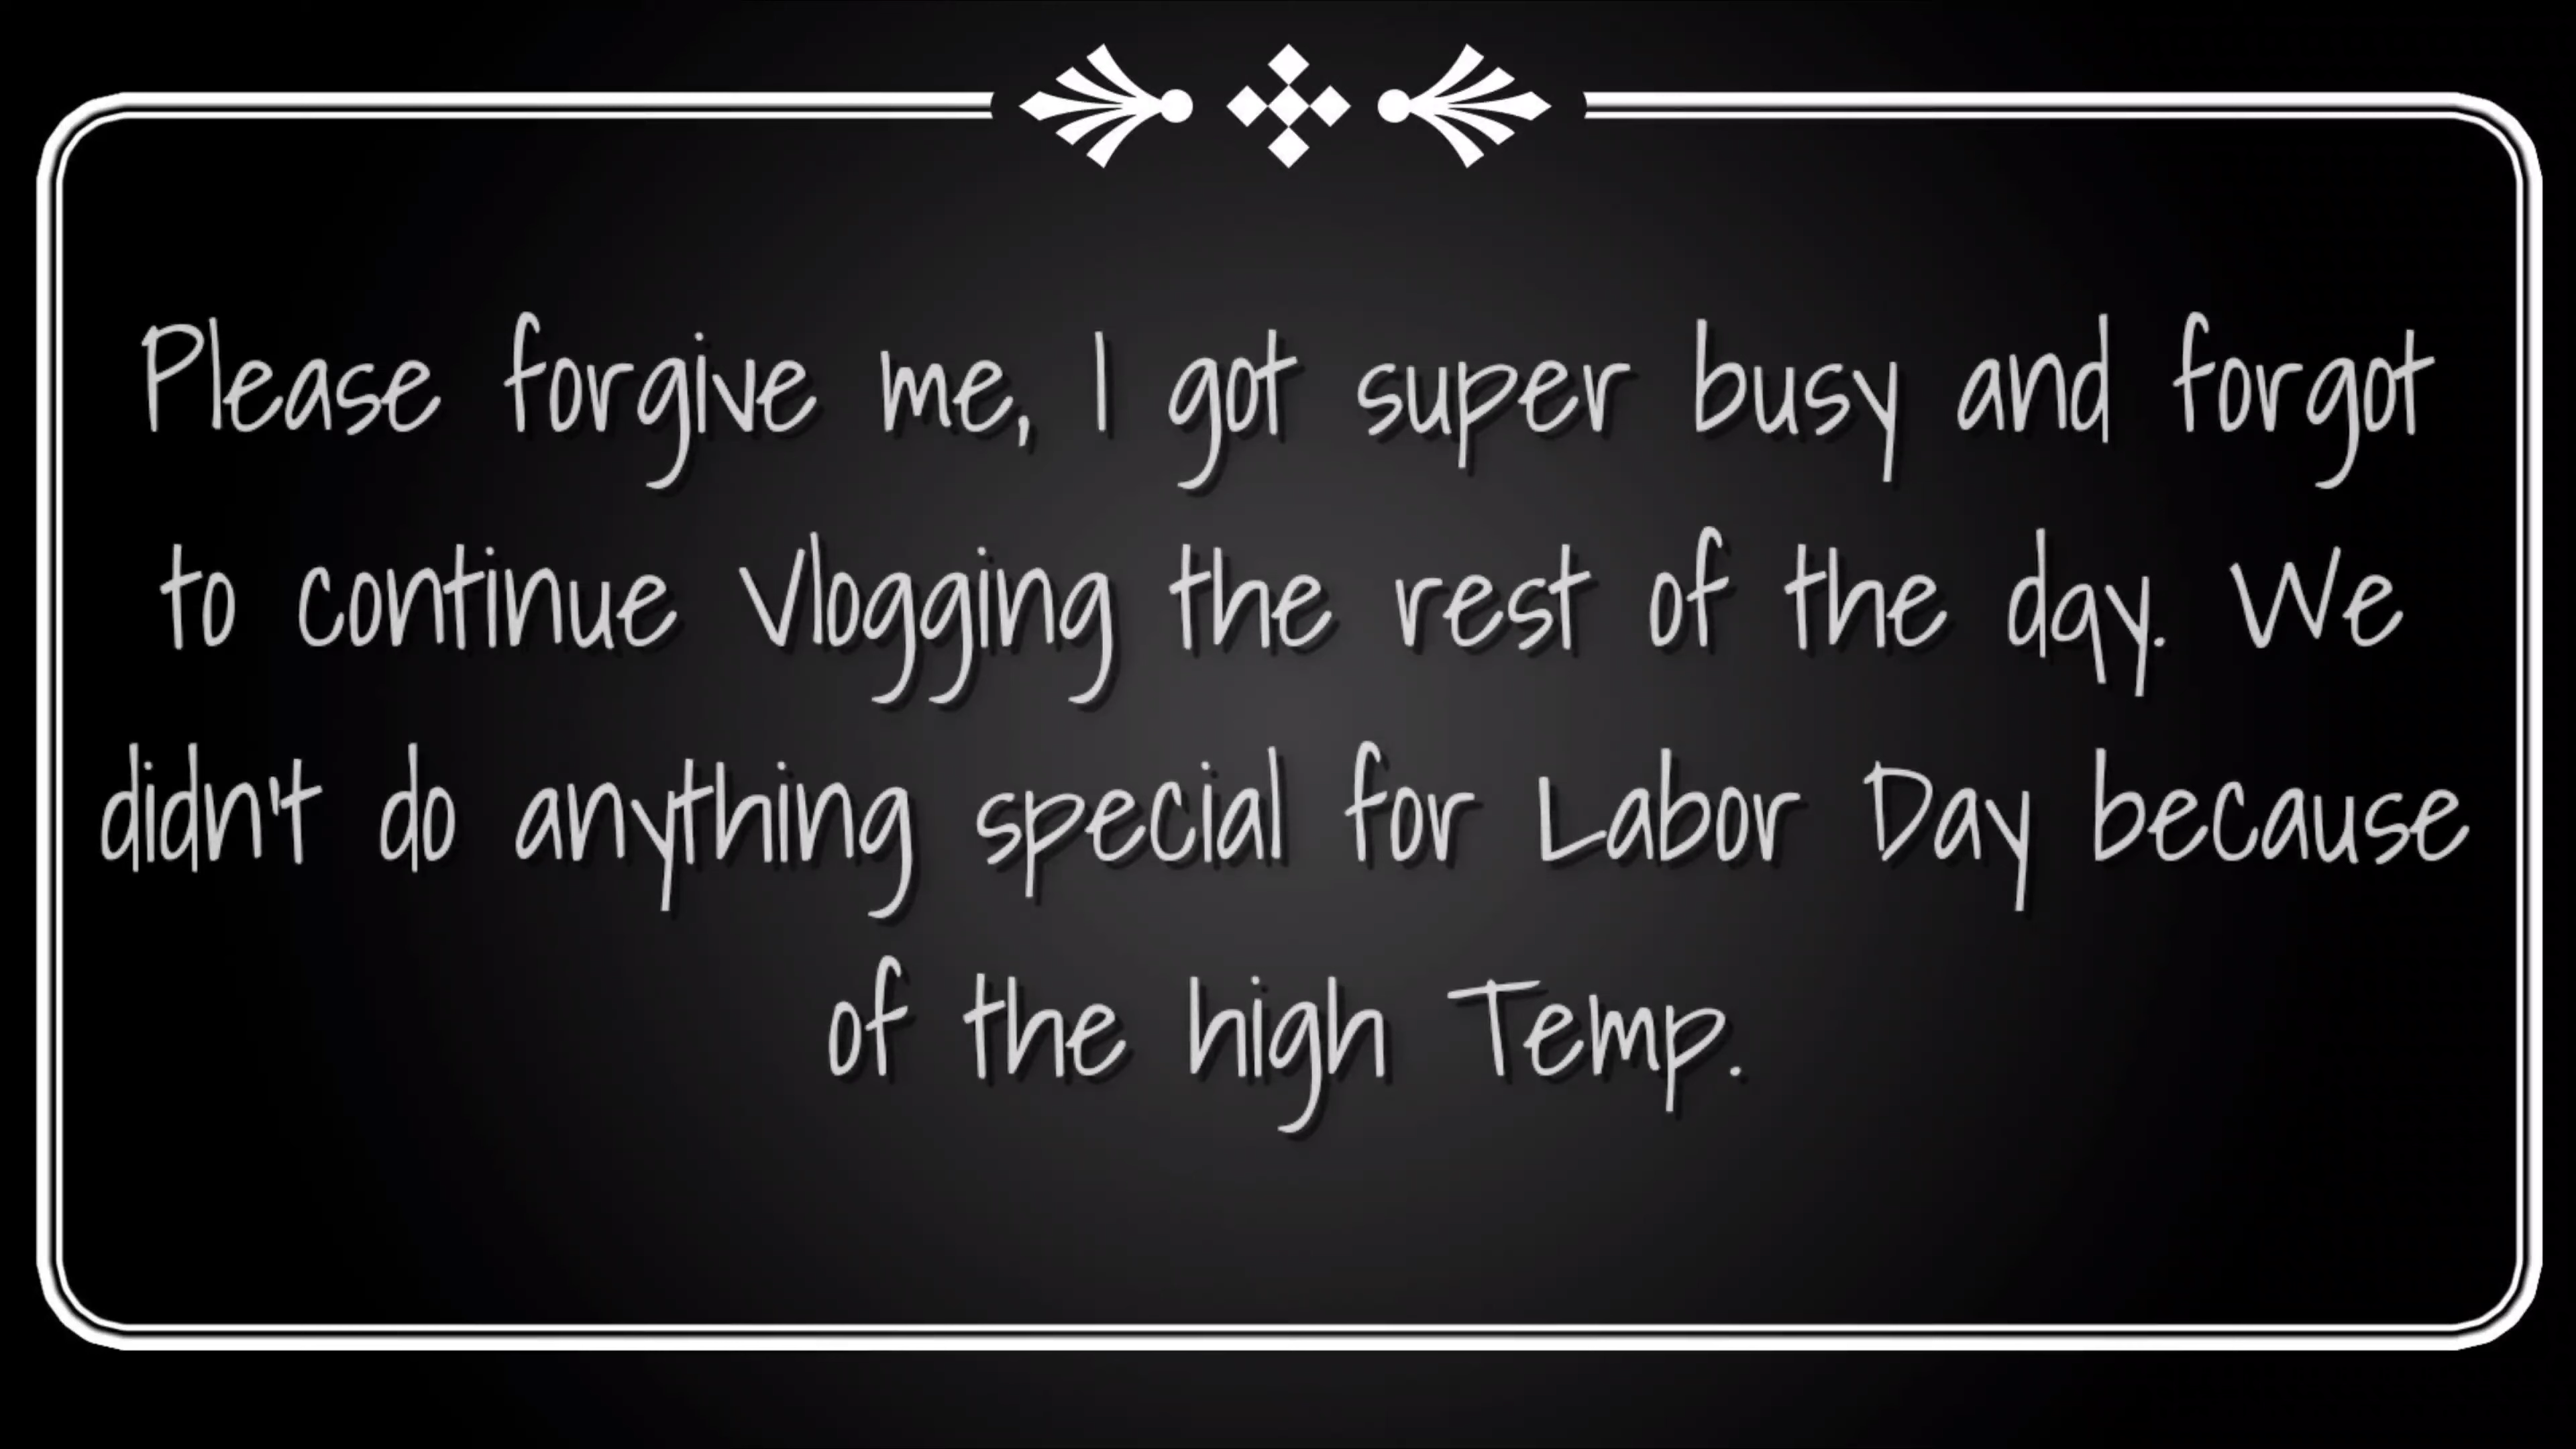 Please forgive me, I got super busy and forgot
to continue Vlogging the rest of the day. We
didn't do anything special for Labor Day because
of the high Temp.